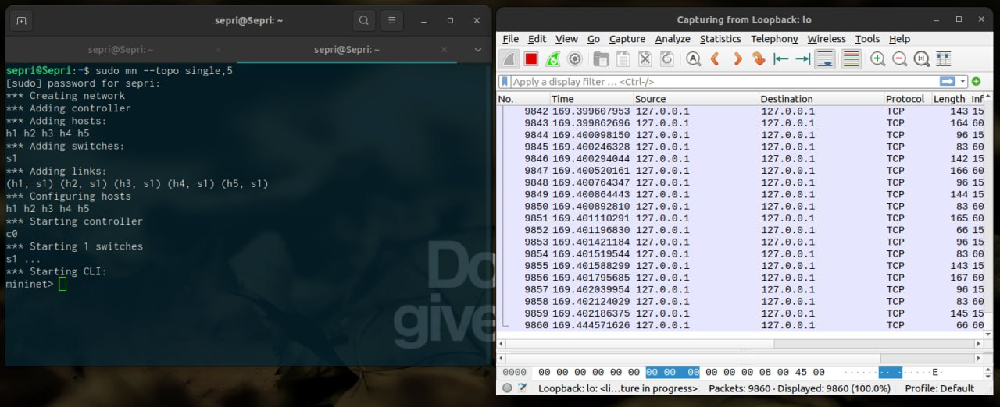 sepri@Sepri: ~
sepri@Sepri: ~
sepri@Sepri: ~
sepri@Sepri:~$ sudo mn --topo single,5
[sudo] password for sepri:
*** Creating network
*** Adding controller
*** Adding hosts:
h1 h2 h3 h4 h5
*** Adding switches:
s1
*** Adding links:
(h1, s1) (h2, s1) (h3, s1) (h4, s1) (h5, s1)
*** Configuring hosts
h1 h2 h3 h4 h5
*** Starting controller
c0
*** Starting 1 switches
s1 ...
*** Starting CLI:
mininet>
Do
give
Capturing from Loopback: lo
File Edit View Go Capture Analyze Statistics Telephony Wireless Tools Help
Apply a display filter … <Ctrl-/>
No. Time Source Destination Protocol Length Inf
9842 169.399607953 127.0.0.1 127.0.0.1 TCP 143 15
9843 169.399862696 127.0.0.1 127.0.0.1 TCP 164 60
9844 169.400098150 127.0.0.1 127.0.0.1 TCP 96 15
9845 169.400246328 127.0.0.1 127.0.0.1 TCP 83 60
9846 169.400294044 127.0.0.1 127.0.0.1 TCP 142 15
9847 169.400520161 127.0.0.1 127.0.0.1 TCP 166 60
9848 169.400764347 127.0.0.1 127.0.0.1 TCP 96 15
9849 169.400864443 127.0.0.1 127.0.0.1 TCP 144 15
9850 169.400892810 127.0.0.1 127.0.0.1 TCP 83 60
9851 169.401110291 127.0.0.1 127.0.0.1 TCP 165 60
9852 169.401196830 127.0.0.1 127.0.0.1 TCP 66 15
9853 169.401421184 127.0.0.1 127.0.0.1 TCP 96 15
9854 169.401519544 127.0.0.1 127.0.0.1 TCP 83 60
9855 169.401588299 127.0.0.1 127.0.0.1 TCP 143 15
9856 169.401795685 127.0.0.1 127.0.0.1 TCP 167 60
9857 169.402039954 127.0.0.1 127.0.0.1 TCP 96 15
9858 169.402124029 127.0.0.1 127.0.0.1 TCP 83 60
9859 169.402186375 127.0.0.1 127.0.0.1 TCP 145 15
9860 169.444571626 127.0.0.1 127.0.0.1 TCP 66 60
0000 00 00 00 00 00 00 00 00 00 00 00 00 08 00 45 00 ········ ······E·
Loopback: lo: <li…ture in progress> Packets: 9860 · Displayed: 9860 (100.0%) Profile: Default